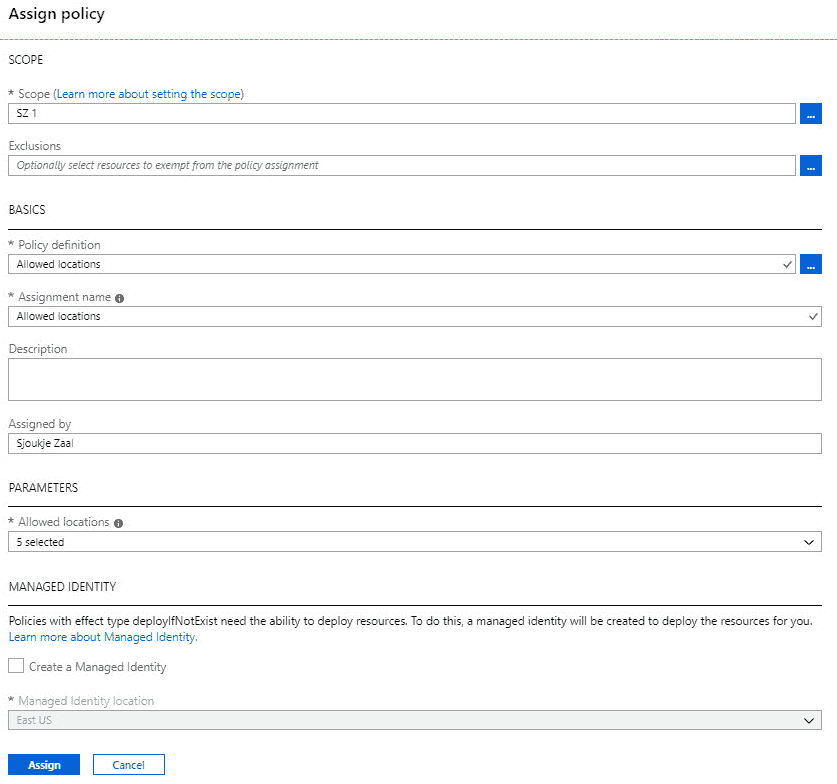 Assign policy
SCOPE
* Scope (Learn more about setting the scope)
SZ 1
...
Exclusions
Optionally select resources to exempt from the policy assignment
...
BASICS
* Policy definition
Allowed locations
...
* Assignment name
Allowed locations
Description
Assigned by
Sjoukje Zaal
PARAMETERS
* Allowed locations
5 selected
MANAGED IDENTITY
Policies with effect type deployIfNotExist need the ability to deploy resources. To do this, a managed identity will be created to deploy the resources for you.
Learn more about Managed Identity.
Create a Managed Identity
* Managed Identity location
East US
Assign Cancel